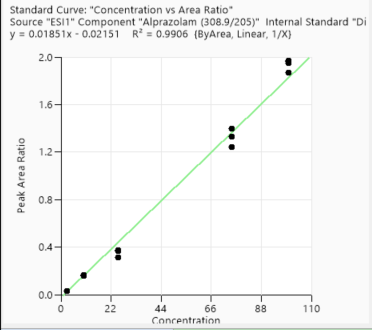 Standard Curve: "Concentration vs Area Ratio"
Source "ESI1" Component "Alprazolam (308.9/205)" Internal Standard "Di
y = 0.01851x - 0.02151 R² = 0.9906 (ByArea, Linear, 1/X)
2.0
1.6
1.2
0.8
0.4
0.0
Peak Area Ratio
0 22 44 66 88 110
Concentration